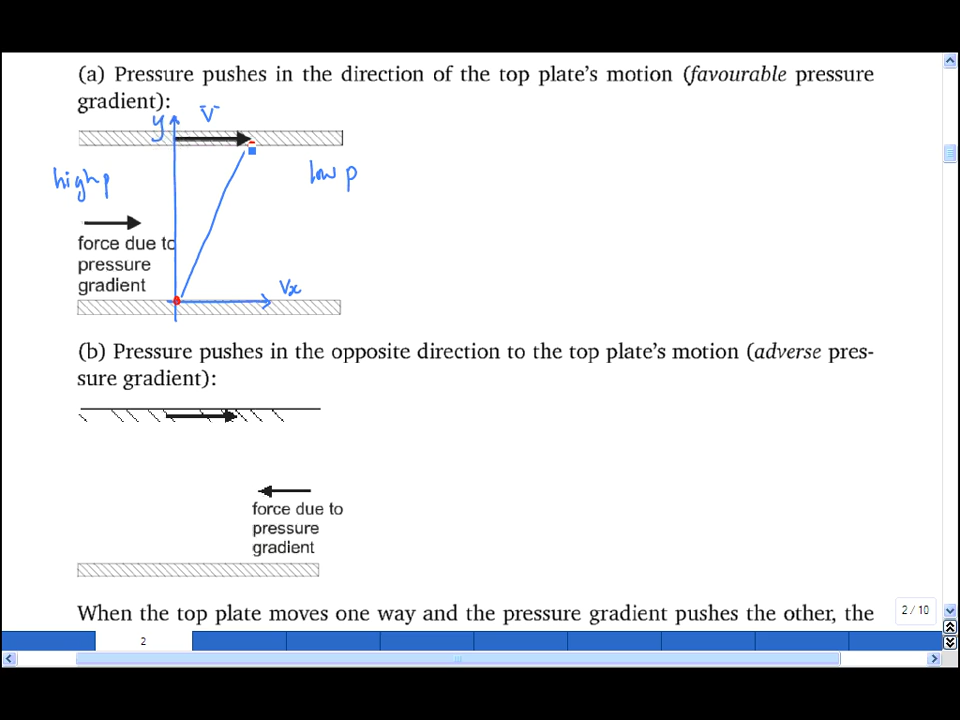 (a) Pressure pushes in the direction of the top plate's motion (favourable pressure
gradient):
y V
high p
low p
force due to
pressure
gradient
Vx
(b) Pressure pushes in the opposite direction to the top plate's motion (adverse pres-
sure gradient):
force due to
pressure
gradient
When the top plate moves one way and the pressure gradient pushes the other, the
2 / 10
2